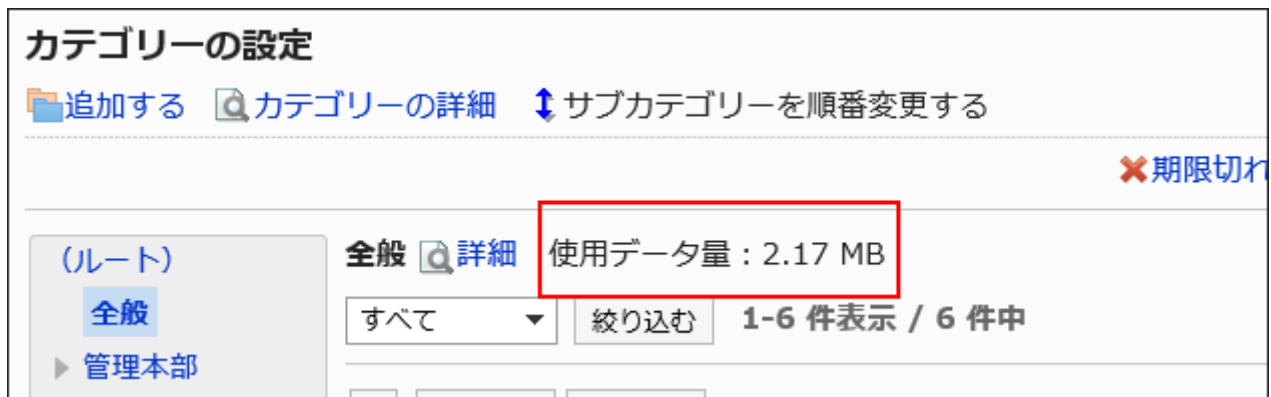 カテゴリーの設定
追加する カテゴリーの詳細 サブカテゴリーを順番変更する
期限切れ
(ルート)
全般
管理本部
全般 詳細 使用データ量：2.17 MB
すべて 絞り込む 1-6 件表示 / 6 件中